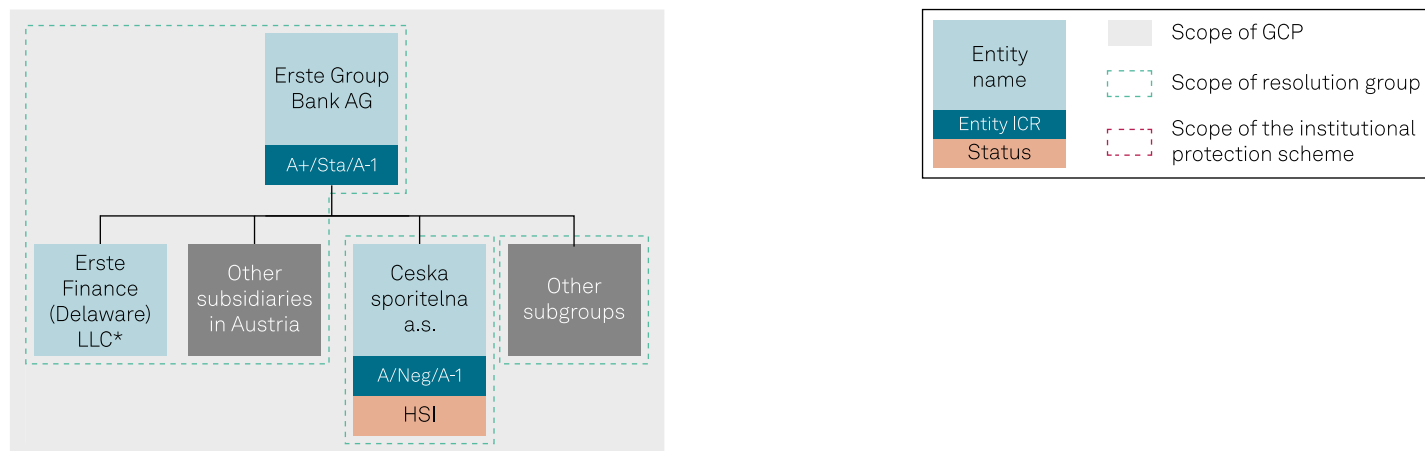 Erste Group
Bank AG
A+/Sta/A-1
Erste
Finance
(Delaware)
LLC*
Other
subsidiaries
in Austria
Ceska
sporitelna
a.s.
A/Neg/A-1
HSI
Other
subgroups
Entity
name
Entity ICR
Status
Scope of GCP
Scope of resolution group
Scope of the institutional
protection scheme